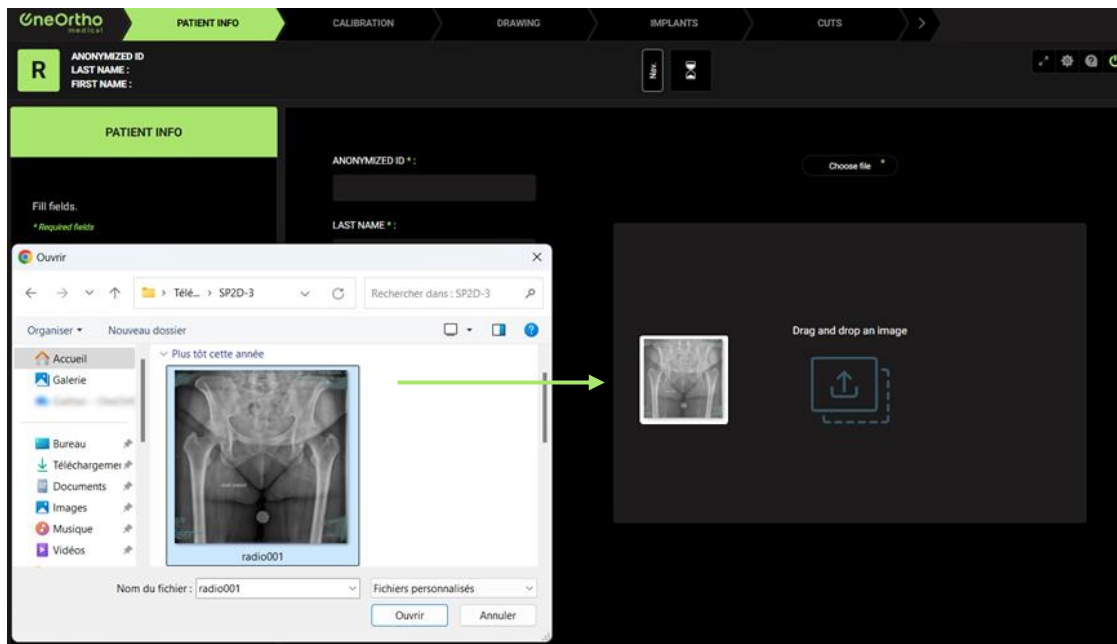 OneOrtho
medical
PATIENT INFO
CALIBRATION
DRAWING
IMPLANTS
CUTS
R
ANONYMIZED ID
LAST NAME :
FIRST NAME :
Nav.
PATIENT INFO
Fill fields.
* Required fields
ANONYMIZED ID * :
LAST NAME * :
Choose file *
Drag and drop an image
Ouvrir
Télé... > SP2D-3
Rechercher dans : SP2D-3
Organiser
Nouveau dossier
Accueil
Galerie
Bureau
Téléchargemer
Documents
Images
Musique
Vidéos
Plus tôt cette année
radio001
Nom du fichier : radio001
Fichiers personnalisés
Ouvrir
Annuler